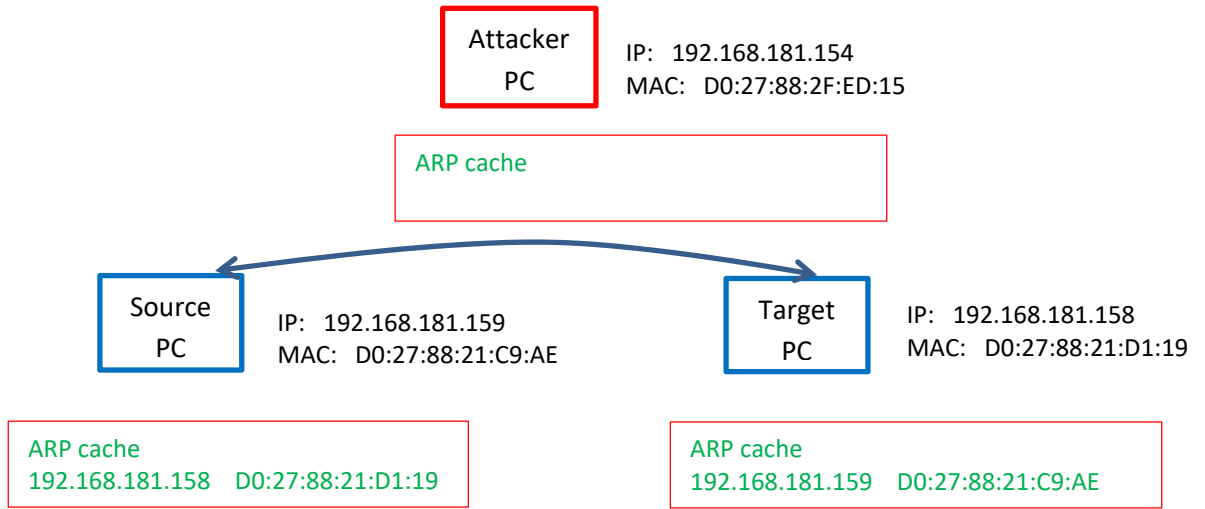 Attacker
PC
IP: 192.168.181.154
MAC: D0:27:88:2F:ED:15
ARP cache
Source
PC
IP: 192.168.181.159
MAC: D0:27:88:21:C9:AE
Target
PC
IP: 192.168.181.158
MAC: D0:27:88:21:D1:19
ARP cache
192.168.181.158 D0:27:88:21:D1:19
ARP cache
192.168.181.159 D0:27:88:21:C9:AE